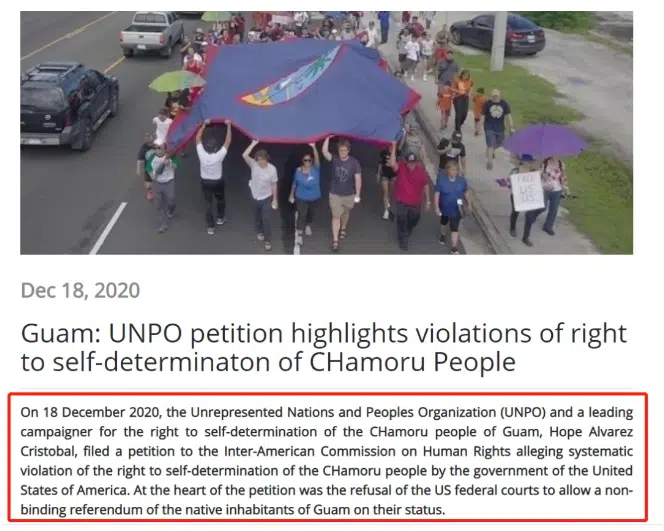 Dec 18, 2020
Guam: UNPO petition highlights violations of right
to self-determinaton of CHamoru People
On 18 December 2020, the Unrepresented Nations and Peoples Organization (UNPO) and a leading
campaigner for the right to self-determination of the CHamoru people of Guam, Hope Alvarez
Cristobal, filed a petition to the Inter-American Commission on Human Rights alleging systematic
violation of the right to self-determination of the CHamoru people by the government of the United
States of America. At the heart of the petition was the refusal of the US federal courts to allow a non-
binding referendum of the native inhabitants of Guam on their status.